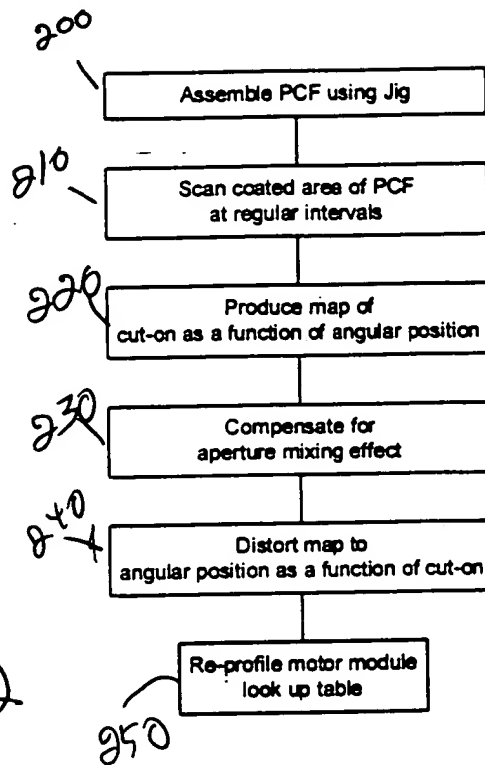 200
Assemble PCF using Jig
210
Scan coated area of PCF
at regular intervals
220
Produce map of
cut-on as a function of angular position
230
Compensate for
aperture mixing effect
240
Distort map to
angular position as a function of cut-on
Re-profile motor module
look up table
250